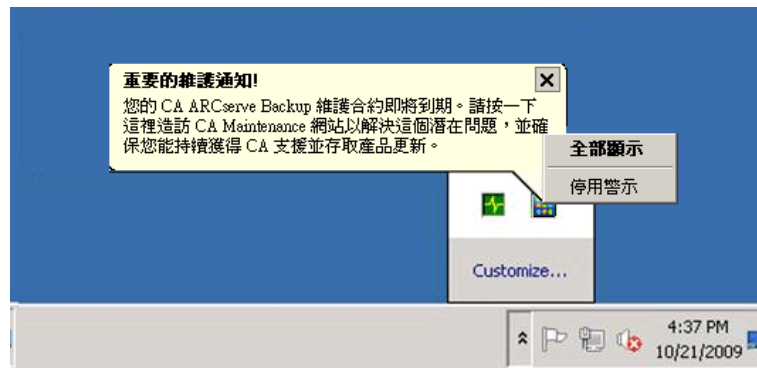 重要的維護通知!
您的 CA ARCserve Backup 維護合約即將到期。請按一下
這裡造訪 CA Maintenance 網站以解決這個潛在問題，並確
保您能持續獲得 CA 支援並存取產品更新。
全部顯示
停用警示
Customize...
4:37 PM
10/21/2009